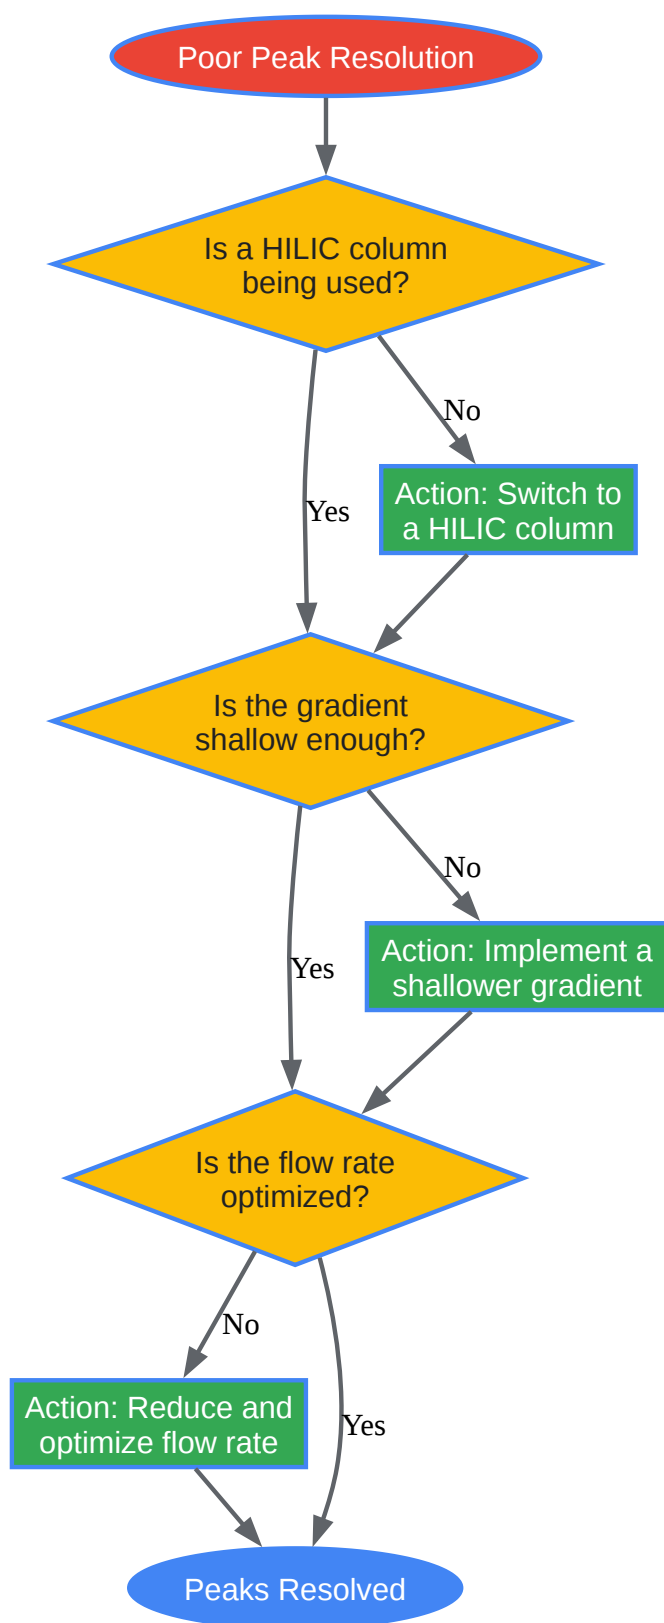 Poor Peak Resolution
Is a HILIC column
being used?
No
Action: Switch to
a HILIC column
Yes
Is the gradient
shallow enough?
No
Action: Implement a
shallower gradient
Yes
Is the flow rate
optimized?
No
Action: Reduce and
optimize flow rate
Yes
Peaks Resolved